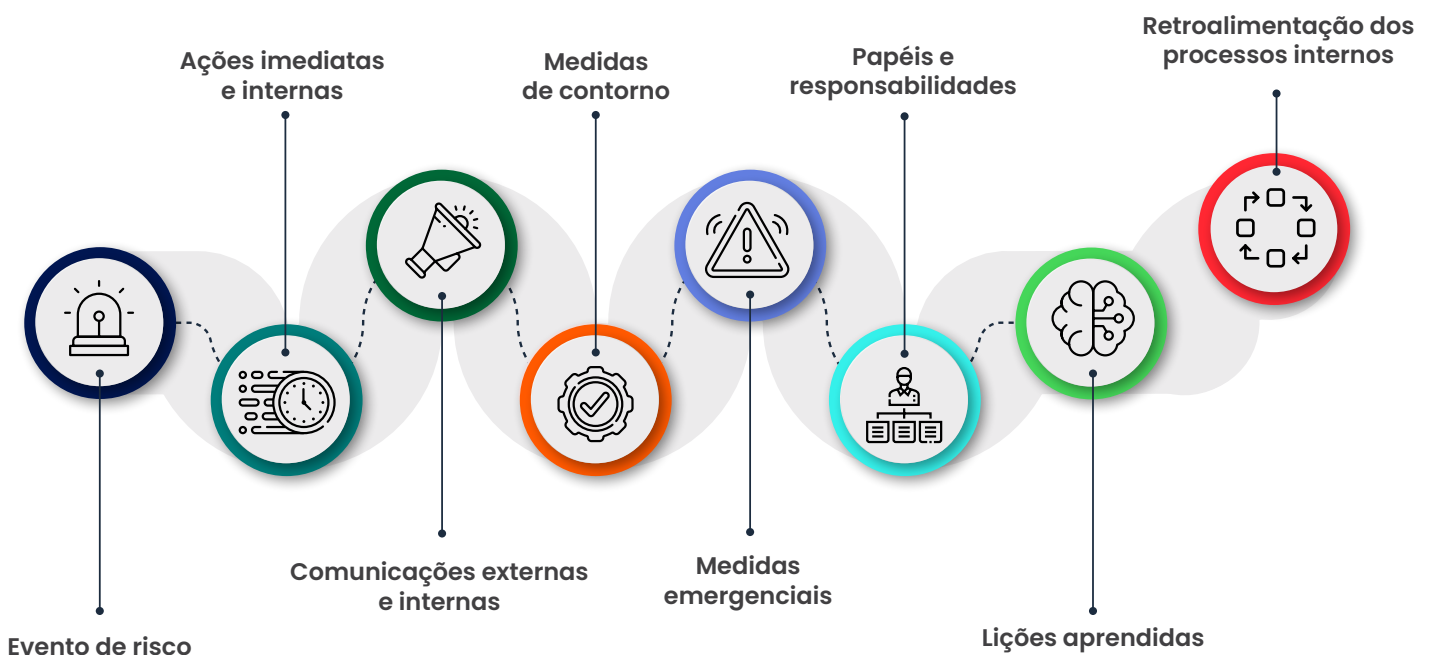 Evento de risco
Ações imediatas
e internas
Comunicações externas
e internas
Medidas
de contorno
Medidas
emergenciais
Papéis e
responsabilidades
Lições aprendidas
Retroalimentação dos
processos internos